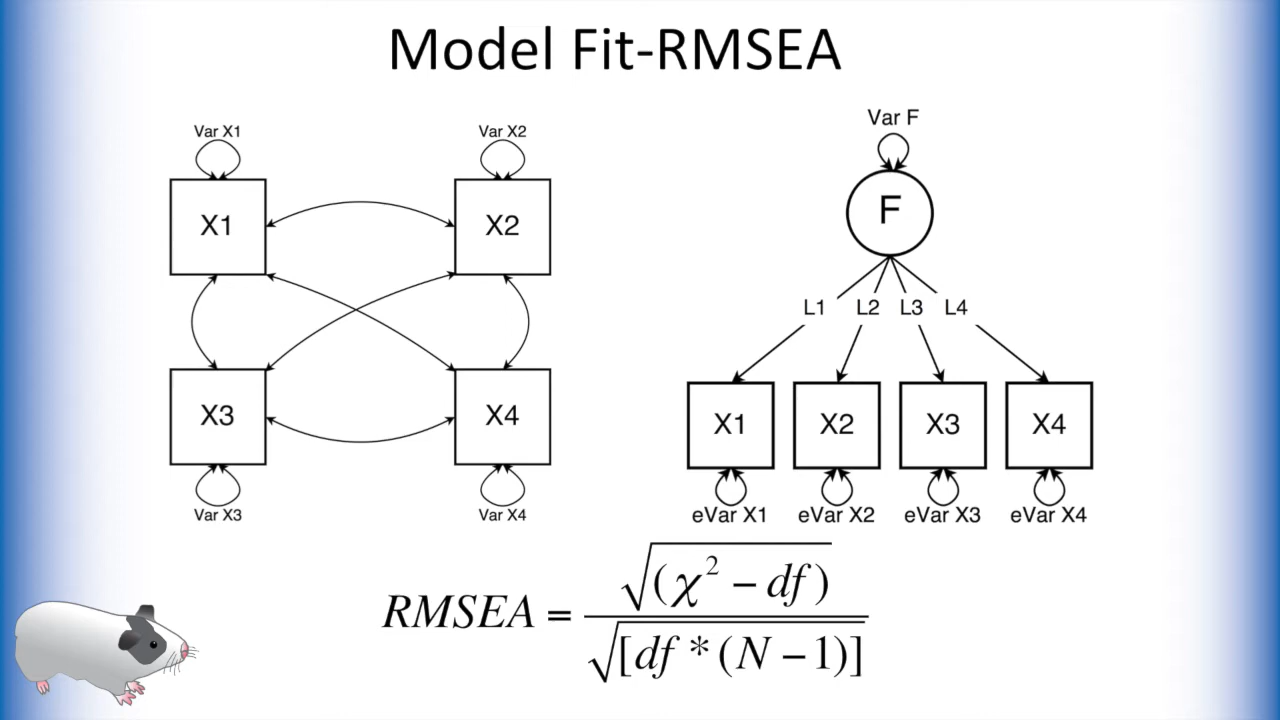 Model Fit-RMSEA
Var X1
Var X2
X1
X2
X3
X4
Var X3
Var X4
Var F
F
L1 L2 L3 L4
X1 X2 X3 X4
eVar X1 eVar X2 eVar X3 eVar X4
RMSEA = √(χ² − df) / √[df * (N − 1)]